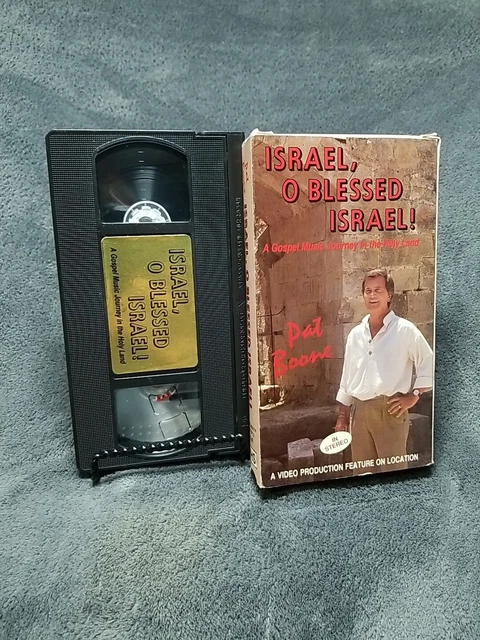 ISRAEL,
O BLESSED
ISRAEL!
A Gospel Music Journey in the Holy Land
ISRAEL,
O BLESSED
ISRAEL!
A Gospel Music Journey in the Holy Land
Pat
Boone
IN
STEREO
A VIDEO PRODUCTION FEATURE ON LOCATION